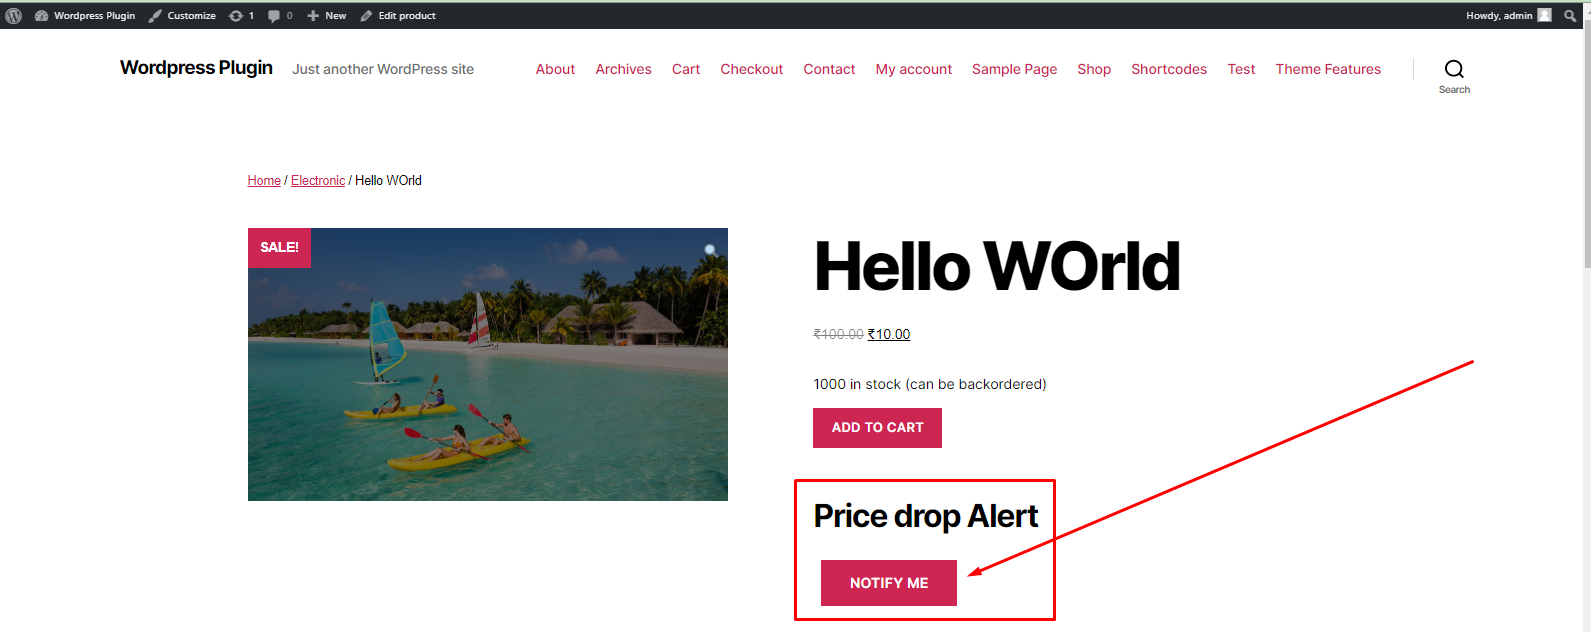 Wordpress Plugin Customize 1 0 New Edit product Howdy, admin
Wordpress Plugin Just another WordPress site About Archives Cart Checkout Contact My account Sample Page Shop Shortcodes Test Theme Features
Search
Home / Electronic / Hello WOrld
SALE!
Hello WOrld
₹100.00 ₹10.00
1000 in stock (can be backordered)
ADD TO CART
Price drop Alert
NOTIFY ME